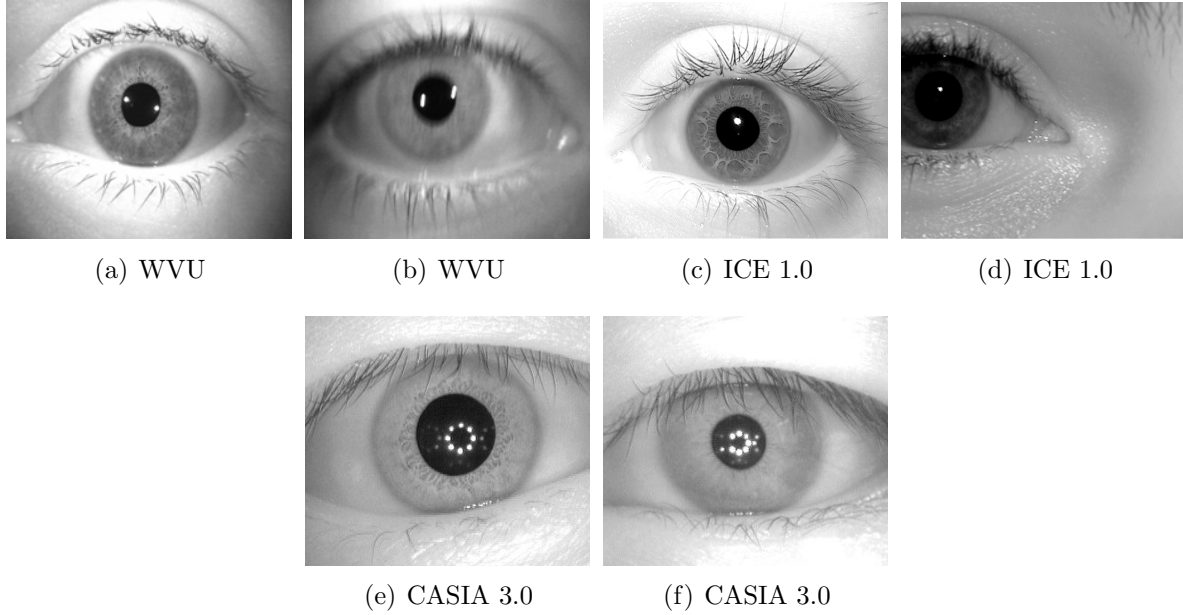 (a) WVU
(b) WVU
(c) ICE 1.0
(d) ICE 1.0
(e) CASIA 3.0
(f) CASIA 3.0